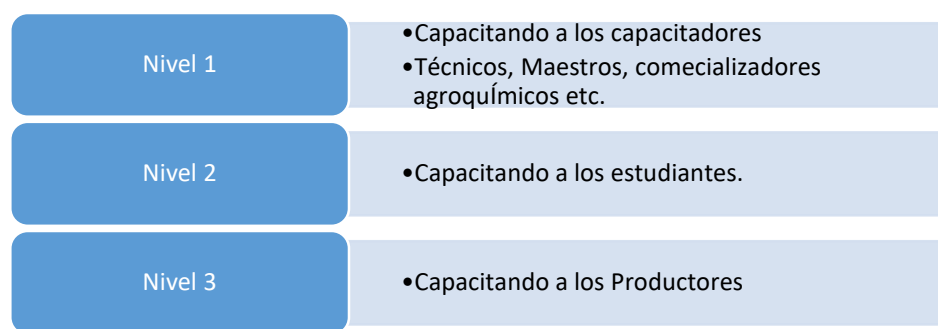 Nivel 1
•Capacitando a los capacitadores
•Técnicos, Maestros, comecializadores
agroquÍmicos etc.
Nivel 2
•Capacitando a los estudiantes.
Nivel 3
•Capacitando a los Productores